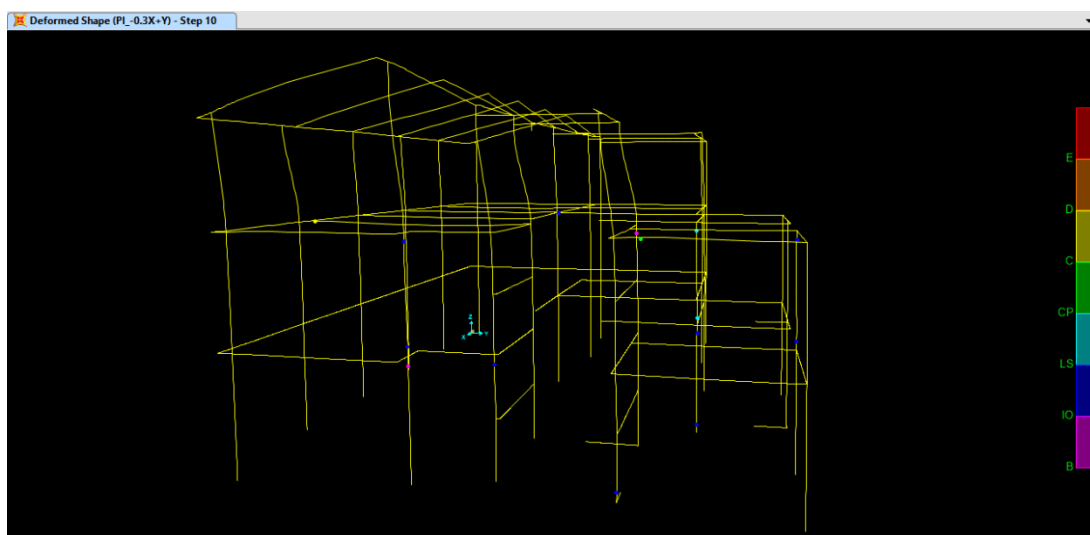 Deformed Shape (PI_-0.3X+Y) - Step 10
E
D
C
CP
LS
IO
B
Z
X
Y